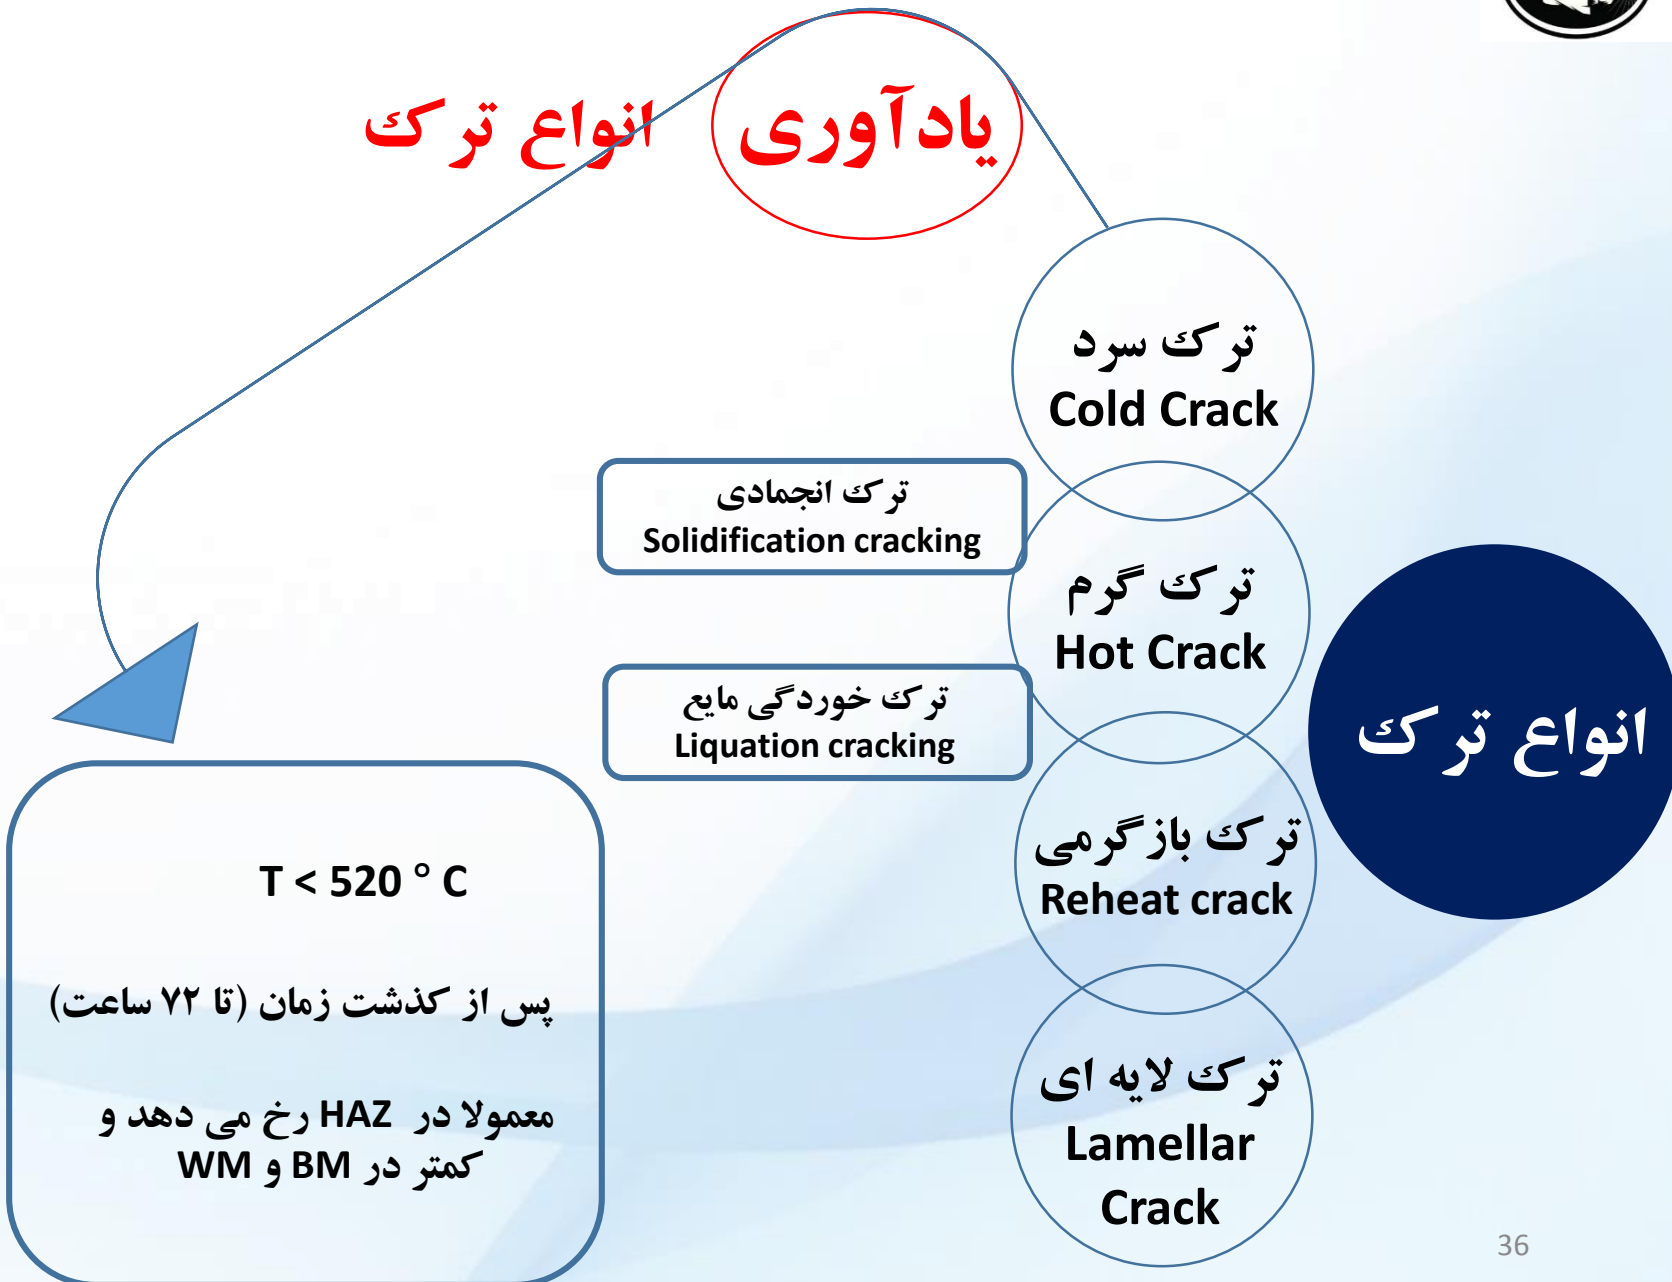 یادآوری انواع ترک
ترک سرد
Cold Crack
ترک انجمادی
Solidification cracking
ترک گرم
Hot Crack
ترک خوردگی مایع
Liquation cracking
انواع ترک
ترک بازگرمی
Reheat crack
ترک لایه ای
Lamellar
Crack
T < 520 ° C
پس از کذشت زمان (تا ۷۲ ساعت)
معمولا در HAZ رخ می دهد و
کمتر در BM و WM
36